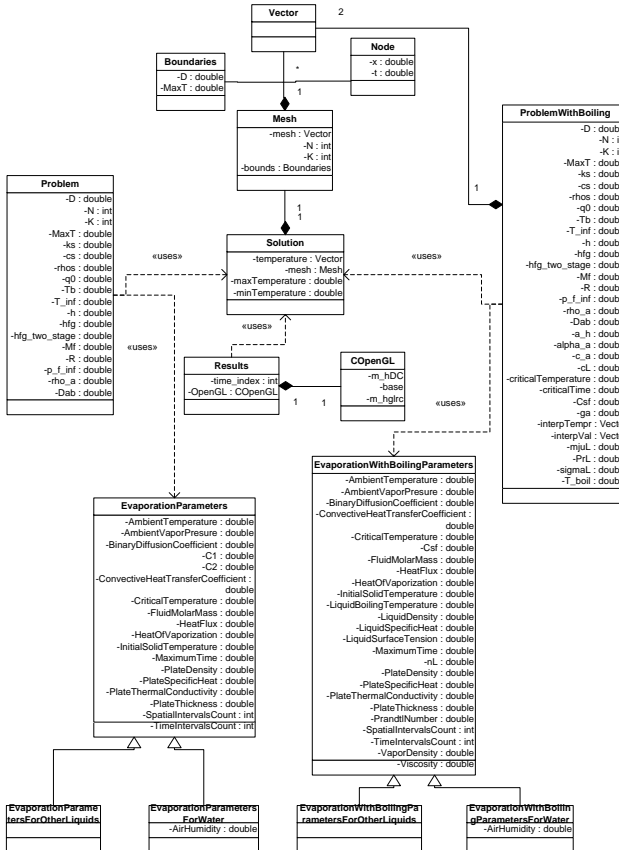 Vector
2
Boundaries
-D : double
-MaxT : double
Node
-x : double
-t : double
*
1
Mesh
-mesh : Vector
-N : int
-K : int
-bounds : Boundaries
1
1
Problem
-D : double
-N : int
-K : int
-MaxT : double
-ks : double
-cs : double
-rhos : double
-q0 : double
-Tb : double
-T_inf : double
-h : double
-hfg : double
-hfg_two_stage : double
-Mf : double
-R : double
-p_f_inf : double
-rho_a : double
-Dab : double
«uses»
«uses»
Solution
-temperature : Vector
-mesh : Mesh
-maxTemperature : double
-minTemperature : double
«uses»
«uses»
«uses»
Results
-time_index : int
-OpenGL : COpenGL
1
1
COpenGL
-m_hDC
-base
-m_hglrc
1
ProblemWithBoiling
-D : doub
-N : i
-K : i
-MaxT : doub
-ks : doub
-cs : doub
-rhos : doub
-q0 : doub
-Tb : doub
-T_inf : doub
-h : doub
-hfg : doub
-hfg_two_stage : doub
-Mf : doub
-R : doub
-p_f_inf : doub
-rho_a : doub
-Dab : doub
-a_h : doub
-alpha_a : doub
-c_a : doub
-cL : doub
-criticalTemperature : doub
-criticalTime : doub
-Csf : doub
-ga : doub
-interpTempr : Vect
-interpVal : Vect
-mjuL : doub
-PrL : doub
-sigmaL : doub
-T_boil : doub
EvaporationParameters
-AmbientTemperature : double
-AmbientVaporPresure : double
-BinaryDiffusionCoefficient : double
-C1 : double
-C2 : double
-ConvectiveHeatTransferCoefficient :
double
-CriticalTemperature : double
-FluidMolarMass : double
-HeatFlux : double
-HeatOfVaporization : double
-InitialSolidTemperature : double
-MaximumTime : double
-PlateDensity : double
-PlateSpecificHeat : double
-PlateThermalConductivity : double
-PlateThickness : double
-SpatialIntervalsCount : int
-TimeIntervalsCount : int
EvaporationWithBoilingParameters
-AmbientTemperature : double
-AmbientVaporPresure : double
-BinaryDiffusionCoefficient : double
-ConvectiveHeatTransferCoefficient :
double
-CriticalTemperature : double
-Csf : double
-FluidMolarMass : double
-HeatFlux : double
-HeatOfVaporization : double
-InitialSolidTemperature : double
-LiquidBoilingTemperature : double
-LiquidDensity : double
-LiquidSpecificHeat : double
-LiquidSurfaceTension : double
-MaximumTime : double
-nL : double
-PlateDensity : double
-PlateSpecificHeat : double
-PlateThermalConductivity : double
-PlateThickness : double
-PrandtlNumber : double
-SpatialIntervalsCount : int
-TimeIntervalsCount : int
-VaporDensity : double
-Viscosity : double
EvaporationParame
tersForOtherLiquids
EvaporationParameters
ForWater
-AirHumidity : double
EvaporationWithBoilingPa
rametersForOtherLiquids
EvaporationWithBoilin
gParametersForWater
-AirHumidity : double